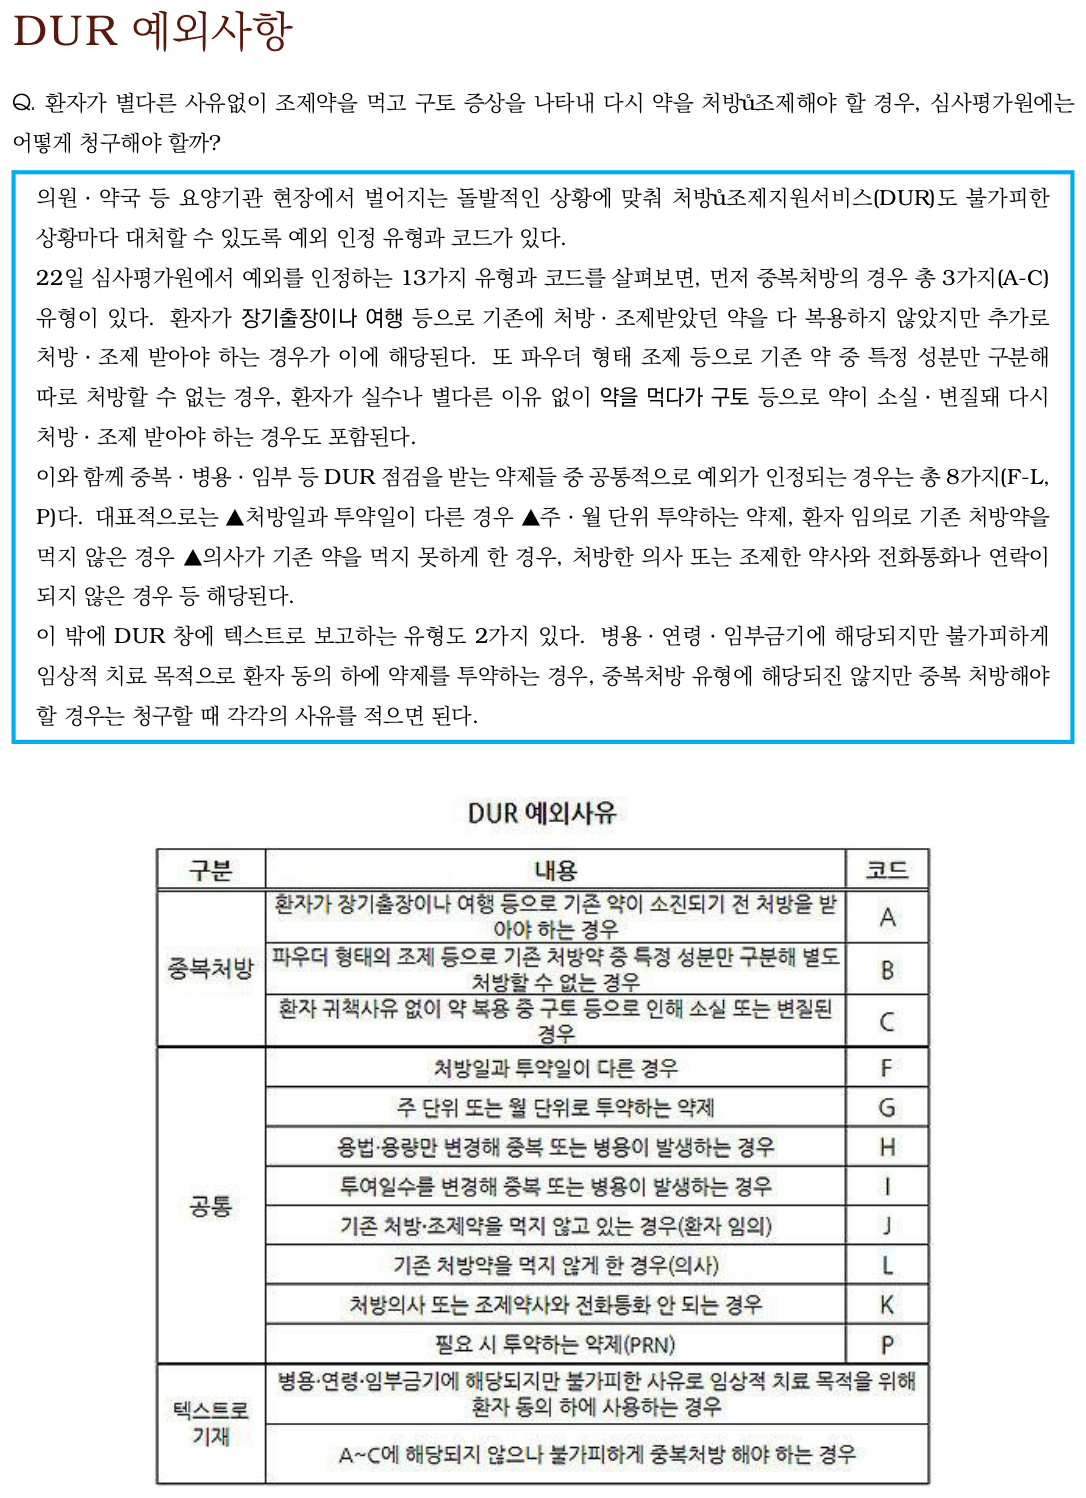 DUR 예외사항
Q. 환자가 별다른 사유없이 조제약을 먹고 구토 증상을 나타내 다시 약을 처방ů조제해야 할 경우, 심사평가원에는
어떻게 청구해야 할까?
의원 · 약국 등 요양기관 현장에서 벌어지는 돌발적인 상황에 맞춰 처방ů조제지원서비스(DUR)도 불가피한
상황마다 대처할 수 있도록 예외 인정 유형과 코드가 있다.
22일 심사평가원에서 예외를 인정하는 13가지 유형과 코드를 살펴보면, 먼저 중복처방의 경우 총 3가지(A-C)
유형이 있다. 환자가 장기출장이나 여행 등으로 기존에 처방 · 조제받았던 약을 다 복용하지 않았지만 추가로
처방 · 조제 받아야 하는 경우가 이에 해당된다. 또 파우더 형태 조제 등으로 기존 약 중 특정 성분만 구분해
따로 처방할 수 없는 경우, 환자가 실수나 별다른 이유 없이 약을 먹다가 구토 등으로 약이 소실 · 변질돼 다시
처방 · 조제 받아야 하는 경우도 포함된다.
이와 함께 중복 · 병용 · 임부 등 DUR 점검을 받는 약제들 중 공통적으로 예외가 인정되는 경우는 총 8가지(F-L,
P)다. 대표적으로는 ▲처방일과 투약일이 다른 경우 ▲주 · 월 단위 투약하는 약제, 환자 임의로 기존 처방약을
먹지 않은 경우 ▲의사가 기존 약을 먹지 못하게 한 경우, 처방한 의사 또는 조제한 약사와 전화통화나 연락이
되지 않은 경우 등 해당된다.
이 밖에 DUR 창에 텍스트로 보고하는 유형도 2가지 있다. 병용 · 연령 · 임부금기에 해당되지만 불가피하게
임상적 치료 목적으로 환자 동의 하에 약제를 투약하는 경우, 중복처방 유형에 해당되진 않지만 중복 처방해야
할 경우는 청구할 때 각각의 사유를 적으면 된다.
DUR 예외사유
구분 내용 코드
중복처방
환자가 장기출장이나 여행 등으로 기존 약이 소진되기 전 처방을 받
아야 하는 경우 A
파우더 형태의 조제 등으로 기존 처방약 중 특정 성분만 구분해 별도
처방할 수 없는 경우 B
환자 귀책사유 없이 약 복용 중 구토 등으로 인해 소실 또는 변질된
경우 C
공통
처방일과 투약일이 다른 경우 F
주 단위 또는 월 단위로 투약하는 약제 G
용법·용량만 변경해 중복 또는 병용이 발생하는 경우 H
투여일수를 변경해 중복 또는 병용이 발생하는 경우 I
기존 처방·조제약을 먹지 않고 있는 경우(환자 임의) J
기존 처방약을 먹지 않게 한 경우(의사) L
처방의사 또는 조제약사와 전화통화 안 되는 경우 K
필요 시 투약하는 약제(PRN) P
텍스트로
기재
병용·연령·임부금기에 해당되지만 불가피한 사유로 임상적 치료 목적을 위해
환자 동의 하에 사용하는 경우
A~C에 해당되지 않으나 불가피하게 중복처방 해야 하는 경우